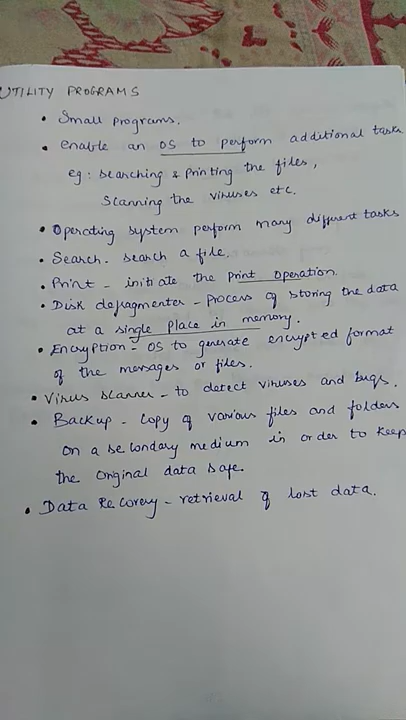 UTILITY PROGRAMS
• Small programs.
• enable an OS to perform additional tasks
eg: searching & printing the files,
Scanning the viruses etc.
• Operating system perform many different tasks
• Search - search a file.
• Print - initiate the print operation.
• Disk defragmenter - process of storing the data
at a single place in memory.
• Encryption - OS to generate encrypted format
of the messages or files.
• Virus scanner - to detect viruses and bugs.
• Backup - Copy of various files and folders
on a secondary medium in order to keep
the original data safe.
• Data Recovery - retrieval of lost data.